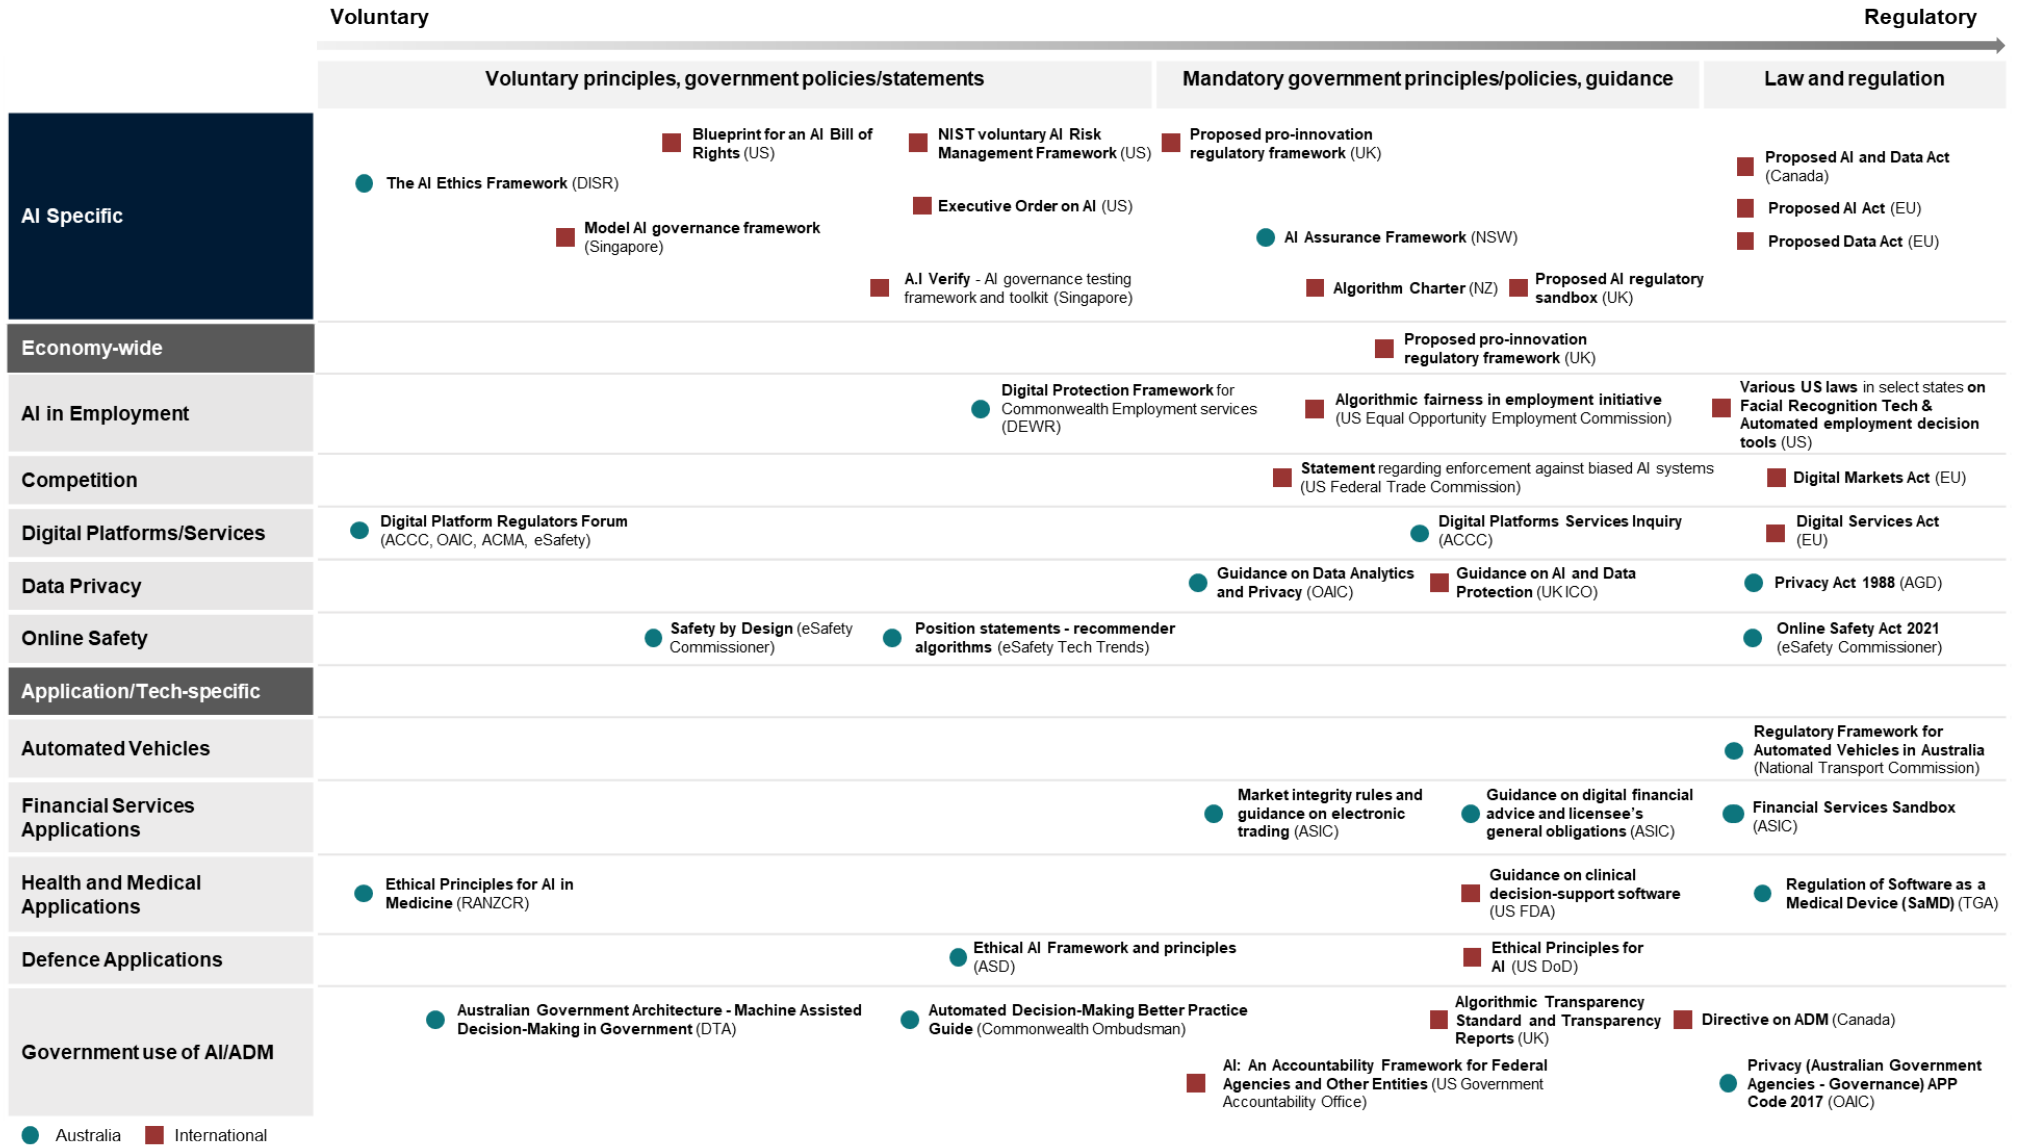 Voluntary
Regulatory
Voluntary principles, government policies/statements
Mandatory government principles/policies, guidance
Law and regulation
AI Specific
Blueprint for an AI Bill of
Rights (US)
NIST voluntary AI Risk
Management Framework (US)
Proposed pro-innovation
regulatory framework (UK)
Proposed AI and Data Act
(Canada)
The AI Ethics Framework (DISR)
Executive Order on AI (US)
Proposed AI Act (EU)
Model AI governance framework
(Singapore)
AI Assurance Framework (NSW)
Proposed Data Act (EU)
A.I Verify - AI governance testing
framework and toolkit (Singapore)
Algorithm Charter (NZ)
Proposed AI regulatory
sandbox (UK)
Economy-wide
Proposed pro-innovation
regulatory framework (UK)
AI in Employment
Digital Protection Framework for
Commonwealth Employment services
(DEWR)
Algorithmic fairness in employment initiative
(US Equal Opportunity Employment Commission)
Various US laws in select states on
Facial Recognition Tech &
Automated employment decision
tools (US)
Competition
Statement regarding enforcement against biased AI systems
(US Federal Trade Commission)
Digital Markets Act (EU)
Digital Platforms/Services
Digital Platform Regulators Forum
(ACCC, OAIC, ACMA, eSafety)
Digital Platforms Services Inquiry
(ACCC)
Digital Services Act
(EU)
Data Privacy
Guidance on Data Analytics
and Privacy (OAIC)
Guidance on AI and Data
Protection (UK ICO)
Privacy Act 1988 (AGD)
Online Safety
Safety by Design (eSafety
Commissioner)
Position statements - recommender
algorithms (eSafety Tech Trends)
Online Safety Act 2021
(eSafety Commissioner)
Application/Tech-specific
Automated Vehicles
Regulatory Framework for
Automated Vehicles in Australia
(National Transport Commission)
Financial Services
Applications
Market integrity rules and
guidance on electronic
trading (ASIC)
Guidance on digital financial
advice and licensee's
general obligations (ASIC)
Financial Services Sandbox
(ASIC)
Health and Medical
Applications
Ethical Principles for AI in
Medicine (RANZCR)
Guidance on clinical
decision-support software
(US FDA)
Regulation of Software as a
Medical Device (SaMD) (TGA)
Defence Applications
Ethical AI Framework and principles
(ASD)
Ethical Principles for
AI (US DoD)
Government use of AI/ADM
Australian Government Architecture - Machine Assisted
Decision-Making in Government (DTA)
Automated Decision-Making Better Practice
Guide (Commonwealth Ombudsman)
Algorithmic Transparency
Standard and Transparency
Reports (UK)
Directive on ADM (Canada)
AI: An Accountability Framework for Federal
Agencies and Other Entities (US Government
Accountability Office)
Privacy (Australian Government
Agencies - Governance) APP
Code 2017 (OAIC)
Australia
International